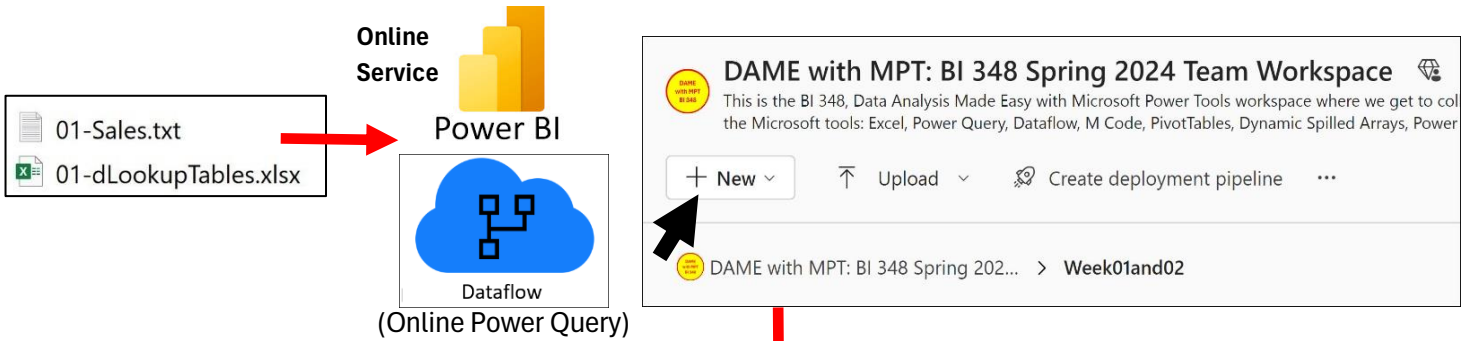 01-Sales.txt
01-dLookupTables.xlsx
Online
Service
Power BI
Dataflow
(Online Power Query)
DAME
with MPT
BI 348
DAME with MPT: BI 348 Spring 2024 Team Workspace
This is the BI 348, Data Analysis Made Easy with Microsoft Power Tools workspace where we get to col
the Microsoft tools: Excel, Power Query, Dataflow, M Code, PivotTables, Dynamic Spilled Arrays, Power
New
Upload
Create deployment pipeline
DAME with MPT: BI 348 Spring 202... > Week01and02